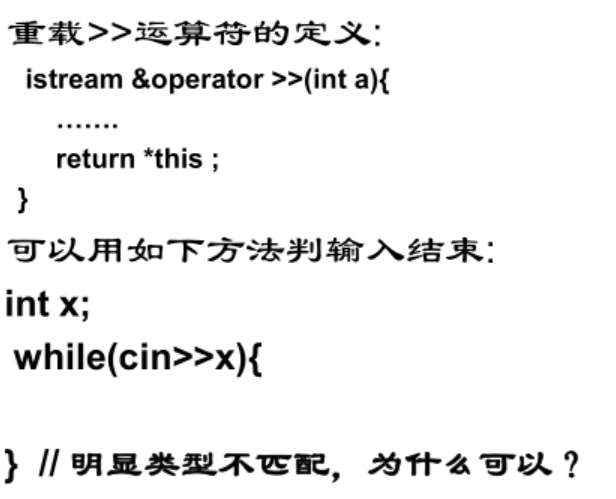 重载>>运算符的定义:
istream &operator >>(int a){
.......
return *this ;
}
可以用如下方法判输入结束:
int x;
while(cin>>x){
} // 明显类型不匹配，为什么可以？